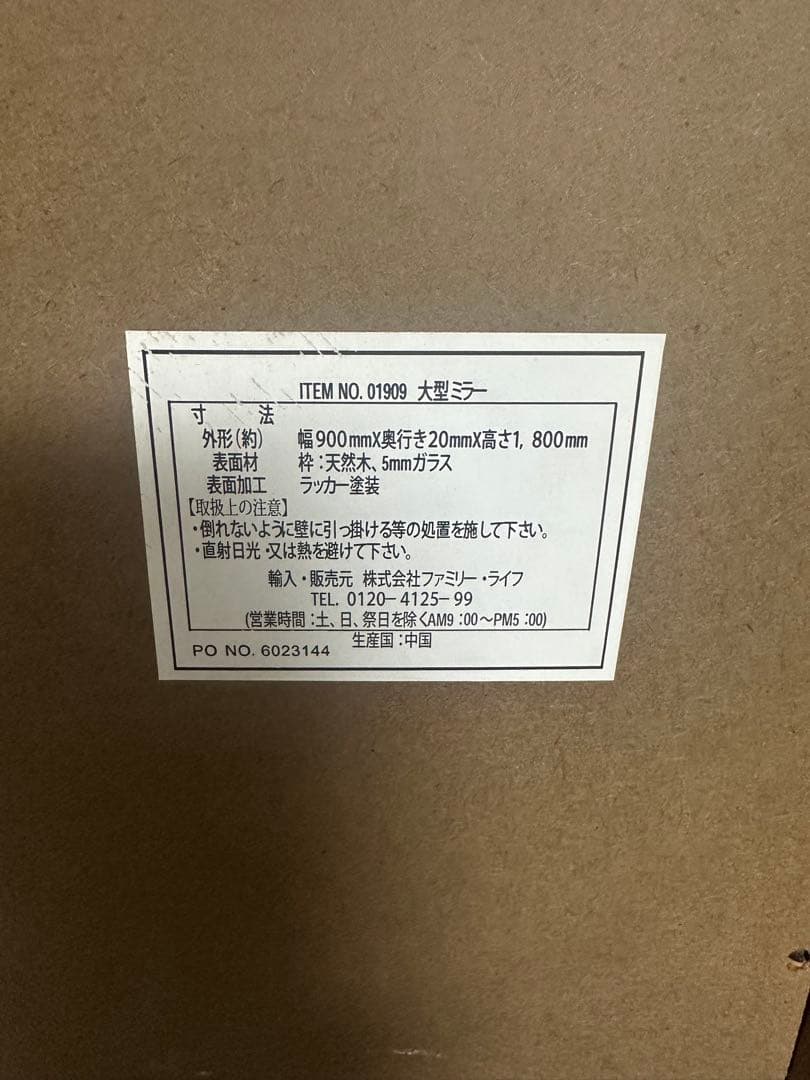 ITEM NO. 01909 大型ミラー
寸 法
外形(約) 幅900mmX奥行き20mmX高さ1,800mm
表面材 枠:天然木、5mmガラス
表面加工 ラッカー塗装
【取扱上の注意】
・倒れないように壁に引っ掛ける等の処置を施して下さい。
・直射日光・又は熱を避けて下さい。
輸入・販売元 株式会社ファミリー・ライフ
TEL. 0120-4125-99
(営業時間:土、日、祭日を除くAM9:00〜PM5:00)
生産国:中国
PO NO. 6023144